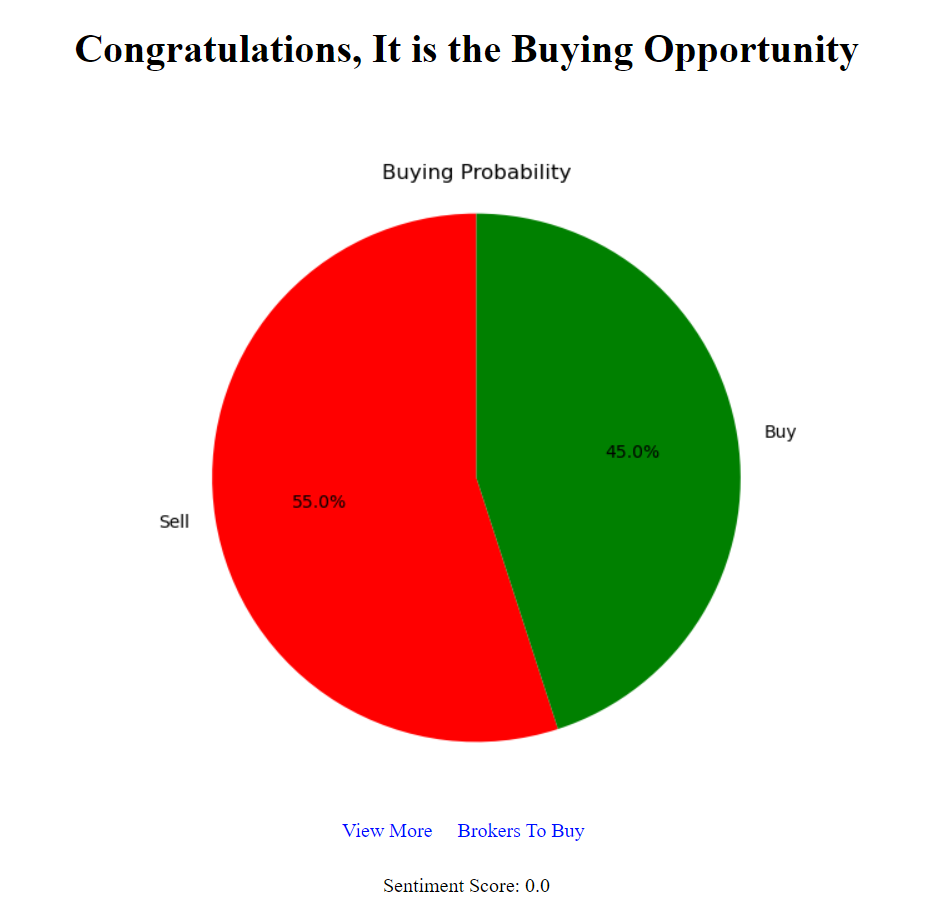 Congratulations, It is the Buying Opportunity
Buying Probability
Buy
45.0%
55.0%
Sell
View More Brokers To Buy
Sentiment Score: 0.0